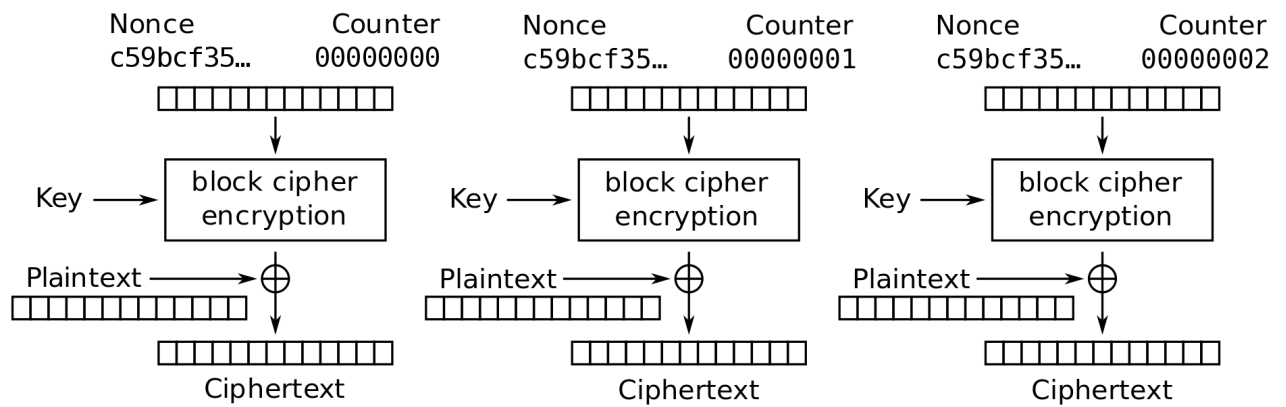 Nonce Counter Nonce Counter Nonce Counter
c59bcf35… 00000000 c59bcf35… 00000001 c59bcf35… 00000002
block cipher block cipher block cipher
Key encryption Key encryption Key encryption
Plaintext Plaintext Plaintext
Ciphertext Ciphertext Ciphertext